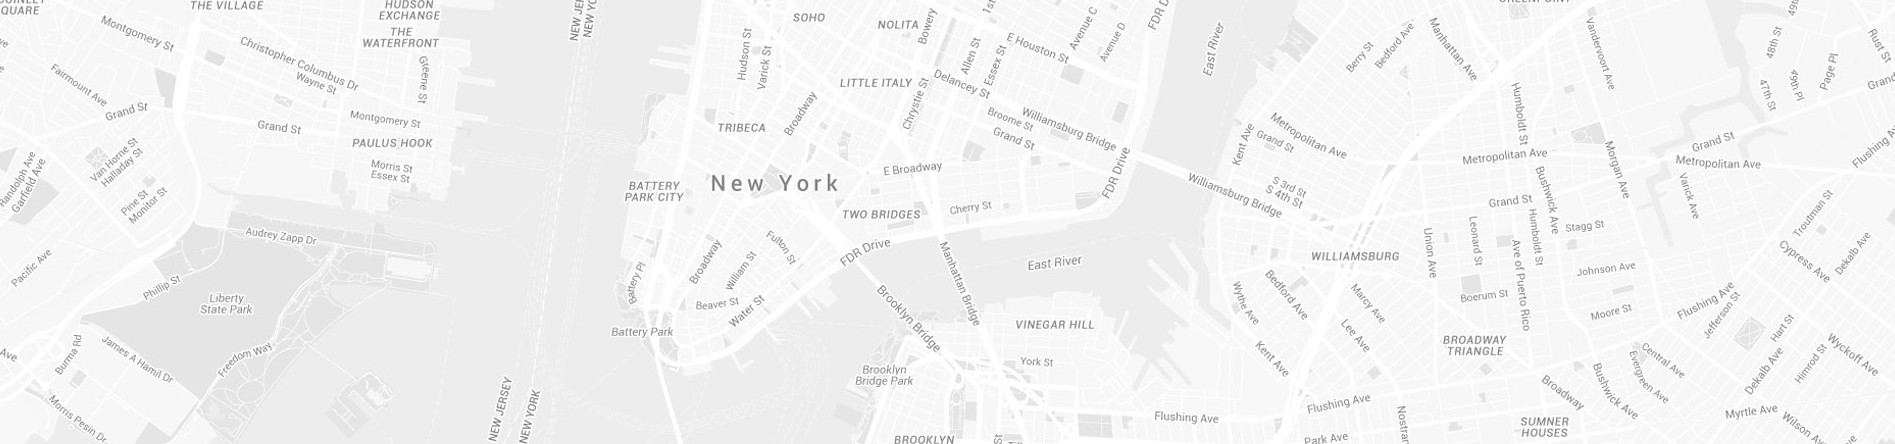 SQUARE
THE VILLAGE
HUDSON
EXCHANGE
THE
WATERFRONT
Montgomery St
Christopher Columbus Dr
Wayne St
Greene St
Fairmount Ave
Grand St
Grand St
Montgomery St
PAULUS HOOK
Morris St
Essex St
Van Horne St
Halladay St
Randolph Ave
Garfield Ave
Pine St
Monitor St
Pacific Ave
Audrey Zapp Dr
Phillip St
Liberty
State Park
Freedom Way
Burma Rd
Ave
James A Hamil Dr
Morris Pesin Dr
NEW JERSEY
NEW YORK
SOHO
NOLITA
Bowery
Hudson St
Varick St
LITTLE ITALY
Broadway
TRIBECA
Chrystie St
Allen St
Essex St
E Houston St
Avenue C
Avenue D
FDR D
East River
Delancey St
Broome St
Grand St
Williamsburg Bridge
E Broadway
New York
BATTERY
PARK CITY
TWO BRIDGES
Cherry St
FDR Drive
FDR Drive
Fulton St
Broadway
William St
Beaver St
Water St
Battery Pl
Battery Park
Manhattan Bridge
Brooklyn Bridge
East River
VINEGAR HILL
York St
Brooklyn
Bridge Park
BROOKLYN
Berry St
Bedford Ave
Manhattan Ave
Kent Ave
Grand St
Metropolitan Ave
S 3rd St
S 4th St
Williamsburg Bridge
Humboldt St
Vandervoort Ave
48th St
47th St
49th Pl
Page Pl
Rust St
Grand St
Metropolitan Ave
Metropolitan Ave
Morgan Ave
Bushwick Ave
Varick Ave
Flushing Av
Grand St
Stagg St
Leonard St
Union Ave
Humboldt St
Ave of Puerto Rico
WILLIAMSBURG
Johnson Ave
Boerum St
Moore St
Flushing Ave
Jefferson St
Troutman St
Cypress Ave
Dekalb Ave
Wythe Ave
Bedford Ave
Marcy Ave
Lee Ave
Kent Ave
BROADWAY
TRIANGLE
Central Ave
Evergreen Ave
Bushwick Ave
Broadway
Hart St
Dekalb Ave
Himrod St
Wyckoff Ave
Myrtle Ave
Wilson Av
Flushing Ave
Flushing Ave
Park Ave
Nostran
SUMNER
HOUSES